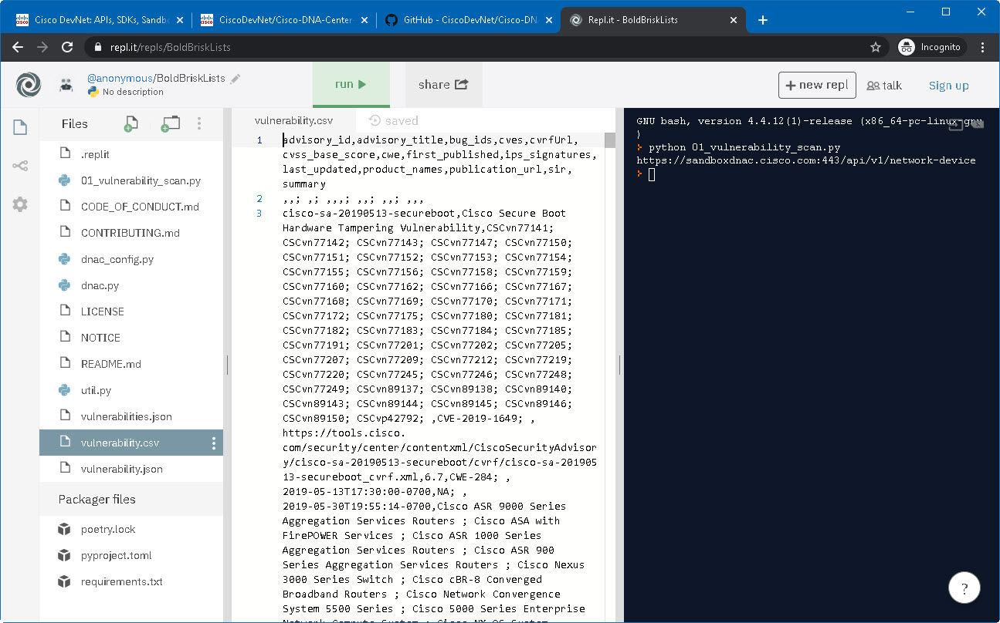 Cisco DevNet: APIs, SDKs, Sandb
CiscoDevNet/Cisco-DNA-Center
GitHub - CiscoDevNet/Cisco-DN
Repl.it - BoldBriskLists
repl.it/repls/BoldBriskLists
Incognito
@anonymous/BoldBriskLists
No description
run
share
new repl
talk
Sign up
Files
.replit
01_vulnerability_scan.py
CODE_OF_CONDUCT.md
CONTRIBUTING.md
dnac_config.py
dnac.py
LICENSE
NOTICE
README.md
util.py
vulnerabilities.json
vulnerability.csv
vulnerability.json
Packager files
poetry.lock
pyproject.toml
requirements.txt
vulnerability.csv
saved
1 advisory_id,advisory_title,bug_ids,cves,cvrfUrl,
cvss_base_score,cwe,first_published,ips_signatures,
last_updated,product_names,publication_url,sir,
summary
2 ,,; ,; ,,,; ,,; ,,; ,,,
3 cisco-sa-20190513-secureboot,Cisco Secure Boot
Hardware Tampering Vulnerability,CSCvn77141;
CSCvn77142; CSCvn77143; CSCvn77147; CSCvn77150;
CSCvn77151; CSCvn77152; CSCvn77153; CSCvn77154;
CSCvn77155; CSCvn77156; CSCvn77158; CSCvn77159;
CSCvn77160; CSCvn77162; CSCvn77166; CSCvn77167;
CSCvn77168; CSCvn77169; CSCvn77170; CSCvn77171;
CSCvn77172; CSCvn77175; CSCvn77180; CSCvn77181;
CSCvn77182; CSCvn77183; CSCvn77184; CSCvn77185;
CSCvn77191; CSCvn77201; CSCvn77202; CSCvn77205;
CSCvn77207; CSCvn77209; CSCvn77212; CSCvn77219;
CSCvn77220; CSCvn77245; CSCvn77246; CSCvn77248;
CSCvn77249; CSCvn89137; CSCvn89138; CSCvn89140;
CSCvn89143; CSCvn89144; CSCvn89145; CSCvn89146;
CSCvn89150; CSCvp42792; ,CVE-2019-1649; ,
https://tools.cisco.
com/security/center/contentxml/CiscoSecurityAdvisor
y/cisco-sa-20190513-secureboot/cvrf/cisco-sa-201905
13-secureboot_cvrf.xml,6.7,CWE-284; ,
2019-05-13T17:30:00-0700,NA; ,
2019-05-30T19:55:14-0700,Cisco ASR 9000 Series
Aggregation Services Routers ; Cisco ASA with
FirePOWER Services ; Cisco ASR 1000 Series
Aggregation Services Routers ; Cisco ASR 900
Series Aggregation Services Routers ; Cisco Nexus
3000 Series Switch ; Cisco cBR-8 Converged
Broadband Routers ; Cisco Network Convergence
System 5500 Series ; Cisco 5000 Series Enterprise
Network Compute System ; Cisco NX-OS System
GNU bash, version 4.4.12(1)-release (x86_64-pc-linux-gnu
)
python 01_vulnerability_scan.py
https://sandboxdnac.cisco.com:443/api/v1/network-device
?